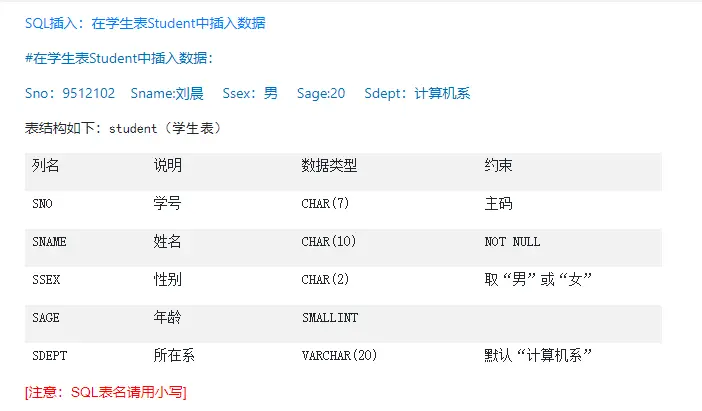 SQL插入：在学生表Student中插入数据
#在学生表Student中插入数据：
Sno：9512102 Sname:刘晨 Ssex：男 Sage:20 Sdept：计算机系
表结构如下：student（学生表）
列名 说明 数据类型 约束
SNO 学号 CHAR(7) 主码
SNAME 姓名 CHAR(10) NOT NULL
SSEX 性别 CHAR(2) 取“男”或“女”
SAGE 年龄 SMALLINT
SDEPT 所在系 VARCHAR(20) 默认“计算机系”
[注意：SQL表名请用小写]